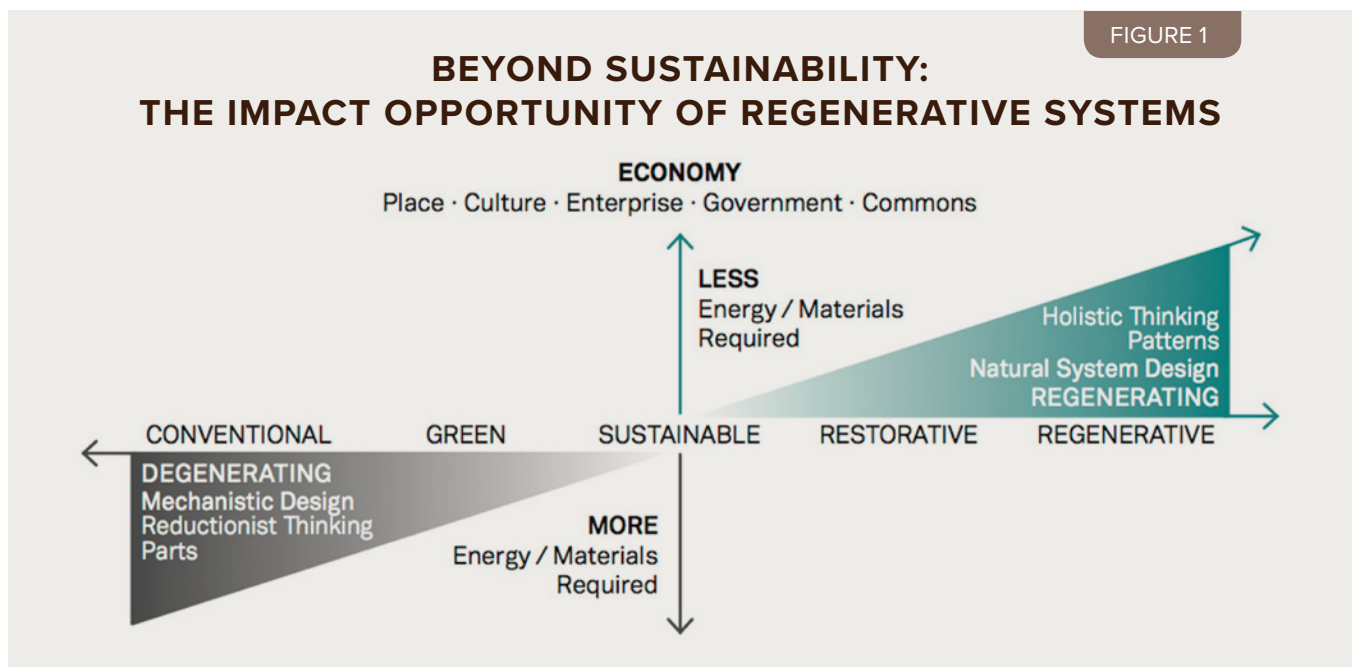 FIGURE 1
BEYOND SUSTAINABILITY:
THE IMPACT OPPORTUNITY OF REGENERATIVE SYSTEMS
ECONOMY
Place · Culture · Enterprise · Government · Commons
LESS
Energy / Materials
Required
Holistic Thinking
Patterns
Natural System Design
REGENERATING
CONVENTIONAL GREEN SUSTAINABLE RESTORATIVE REGENERATIVE
DEGENERATING
Mechanistic Design
Reductionist Thinking
Parts
MORE
Energy / Materials
Required